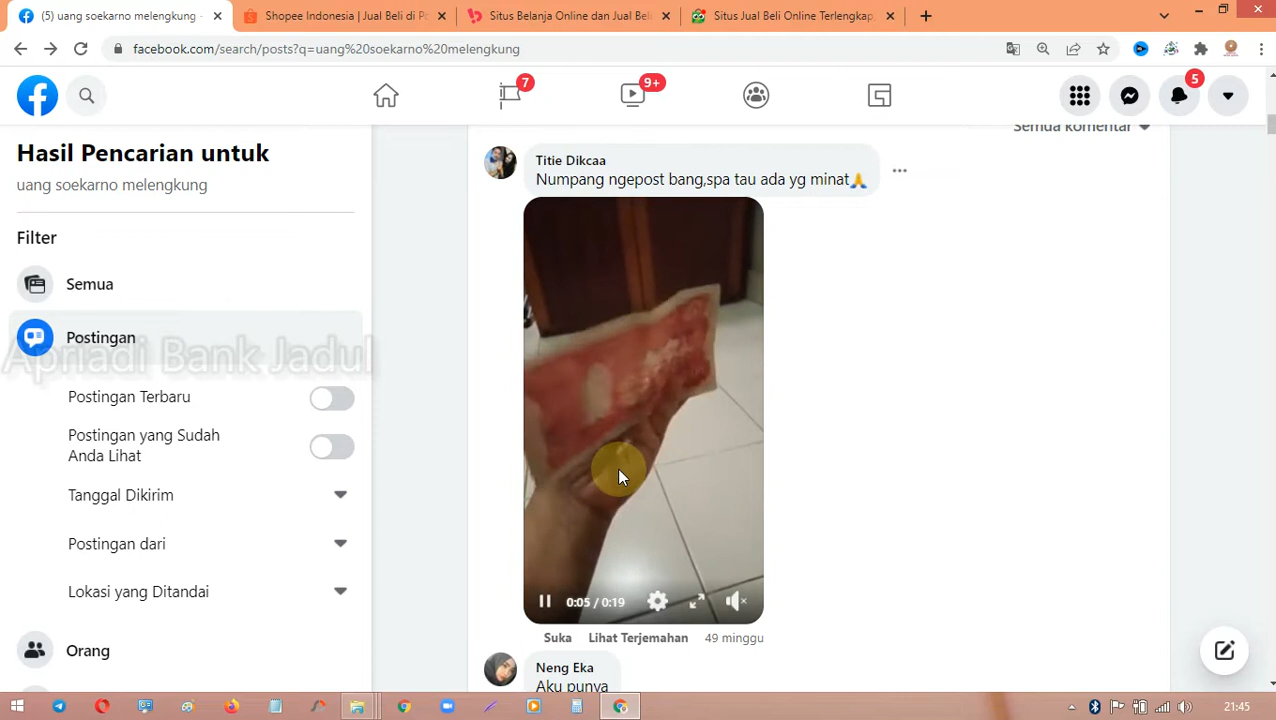 (5) uang soekarno melengkung -
Shopee Indonesia | Jual Beli di P
Situs Belanja Online dan Jual Bel
Situs Jual Beli Online Terlengkap,
facebook.com/search/posts?q=uang%20soekarno%20melengkung
7
9+
5
Hasil Pencarian untuk
uang soekarno melengkung
Filter
Semua
Postingan
Apriadi Bank Jadul
Postingan Terbaru
Postingan yang Sudah
Anda Lihat
Tanggal Dikirim
Postingan dari
Lokasi yang Ditandai
Orang
Semua komentar
Titie Dikcaa
Numpang ngepost bang,spa tau ada yg minat🙏
0:05 / 0:19
Suka Lihat Terjemahan 49 minggu
Neng Eka
Aku punya
21:45